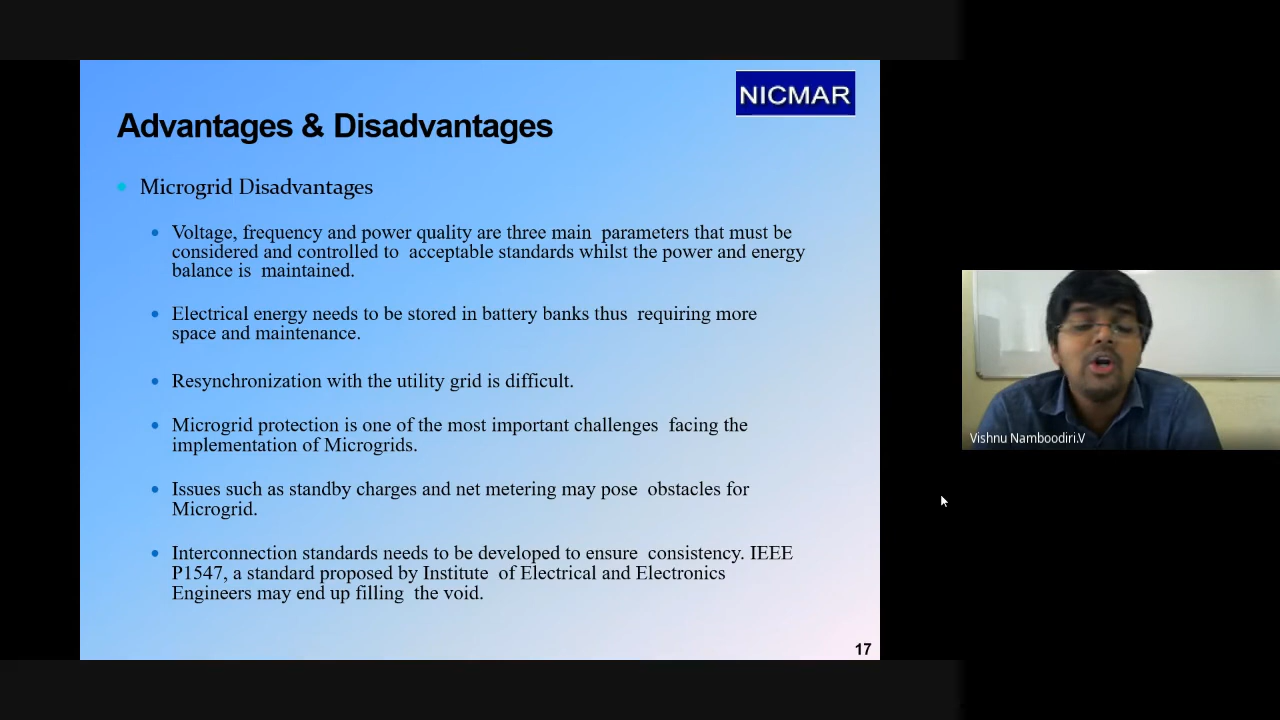 NICMAR
Advantages & Disadvantages
Microgrid Disadvantages
Voltage, frequency and power quality are three main parameters that must be
considered and controlled to acceptable standards whilst the power and energy
balance is maintained.
Electrical energy needs to be stored in battery banks thus requiring more
space and maintenance.
Resynchronization with the utility grid is difficult.
Microgrid protection is one of the most important challenges facing the
implementation of Microgrids.
Issues such as standby charges and net metering may pose obstacles for
Microgrid.
Interconnection standards needs to be developed to ensure consistency. IEEE
P1547, a standard proposed by Institute of Electrical and Electronics
Engineers may end up filling the void.
17
Vishnu Namboodiri.V